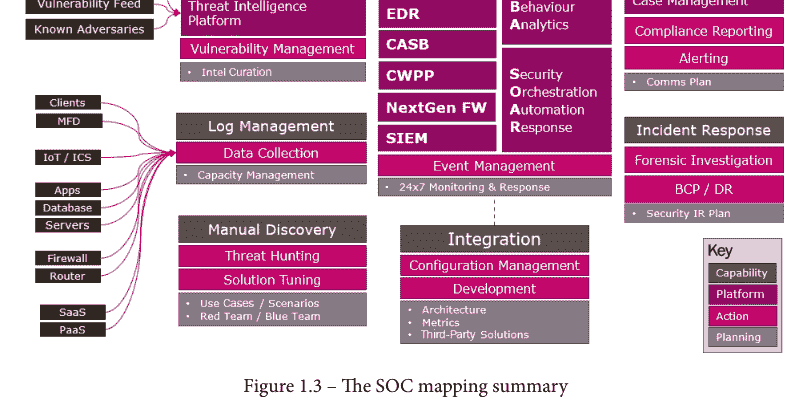 Vulnerability Feed
Known Adversaries
Threat Intelligence
Platform
Vulnerability Management
• Intel Curation
Clients
MFD
IoT / ICS
Apps
Database
Servers
Firewall
Router
SaaS
PaaS
Log Management
Data Collection
• Capacity Management
Manual Discovery
Threat Hunting
Solution Tuning
• Use Cases / Scenarios
• Red Team / Blue Team
EDR
CASB
CWPP
NextGen FW
SIEM
Behaviour
Analytics
Security
Orchestration
Automation
Response
Event Management
• 24x7 Monitoring & Response
Integration
Configuration Management
Development
• Architecture
• Metrics
• Third-Party Solutions
Case Management
Compliance Reporting
Alerting
• Comms Plan
Incident Response
Forensic Investigation
BCP / DR
• Security IR Plan
Key
Capability
Platform
Action
Planning
Figure 1.3 – The SOC mapping summary